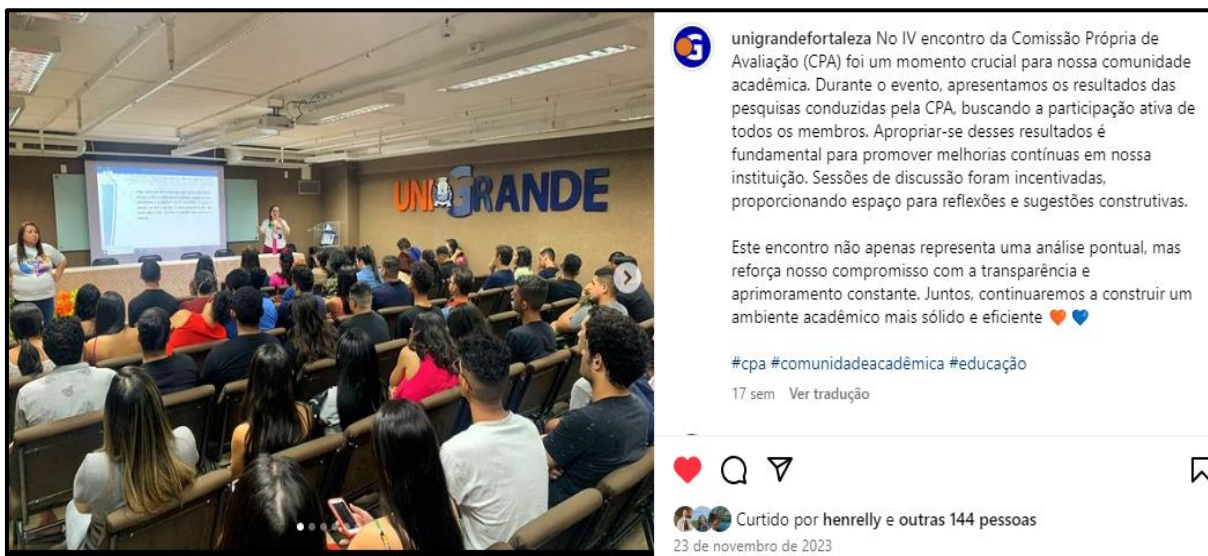 UNIGRANDE
unigrandefortaleza No IV encontro da Comissão Própria de
Avaliação (CPA) foi um momento crucial para nossa comunidade
acadêmica. Durante o evento, apresentamos os resultados das
pesquisas conduzidas pela CPA, buscando a participação ativa de
todos os membros. Apropriar-se desses resultados é
fundamental para promover melhorias contínuas em nossa
instituição. Sessões de discussão foram incentivadas,
proporcionando espaço para reflexões e sugestões construtivas.
Este encontro não apenas representa uma análise pontual, mas
reforça nosso compromisso com a transparência e
aprimoramento constante. Juntos, continuaremos a construir um
ambiente acadêmico mais sólido e eficiente 🧡 💙
#cpa #comunidadeacadêmica #educação
17 sem Ver tradução
Curtido por henrelly e outras 144 pessoas
23 de novembro de 2023